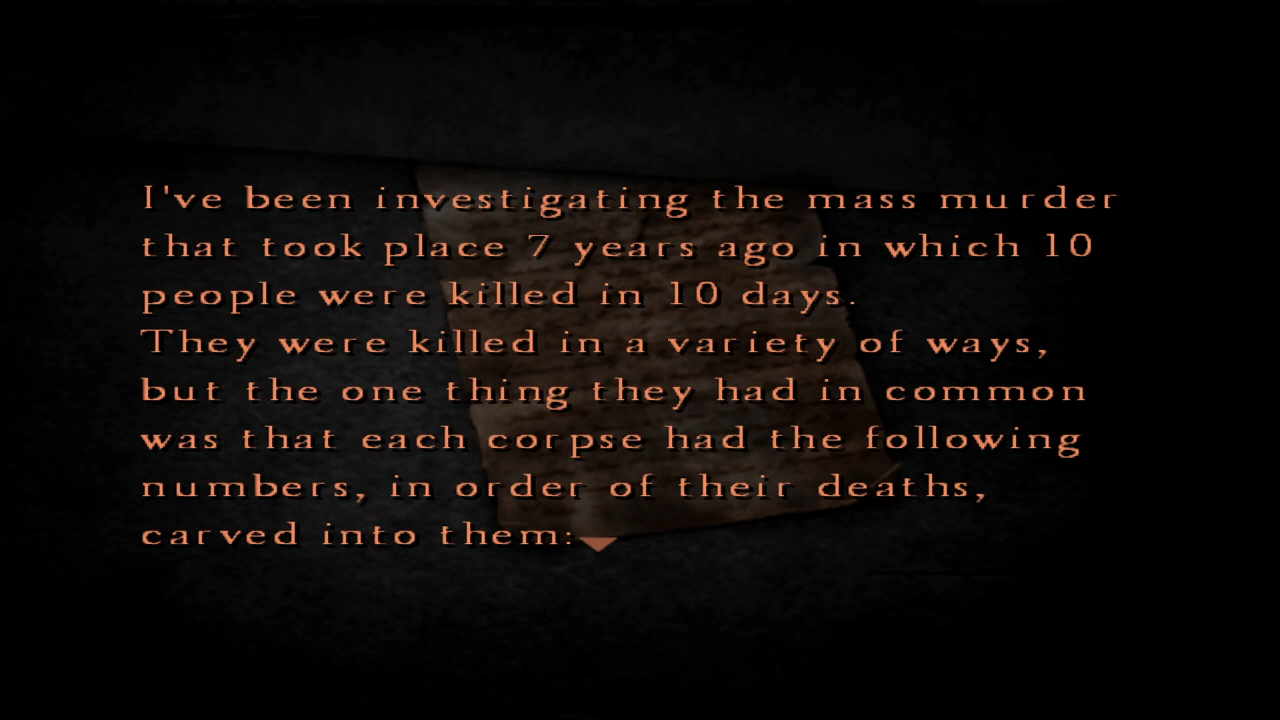 I've been investigating the mass murder
that took place 7 years ago in which 10
people were killed in 10 days.
They were killed in a variety of ways,
but the one thing they had in common
was that each corpse had the following
numbers, in order of their deaths,
carved into them: